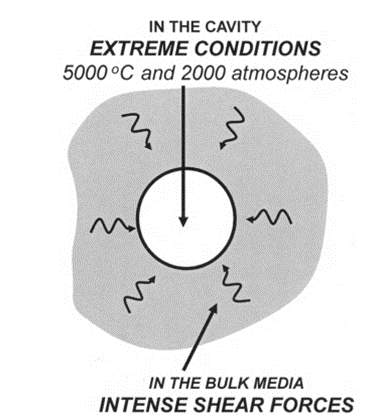 IN THE CAVITY
EXTREME CONDITIONS
5000 °C and 2000 atmospheres
IN THE BULK MEDIA
INTENSE SHEAR FORCES